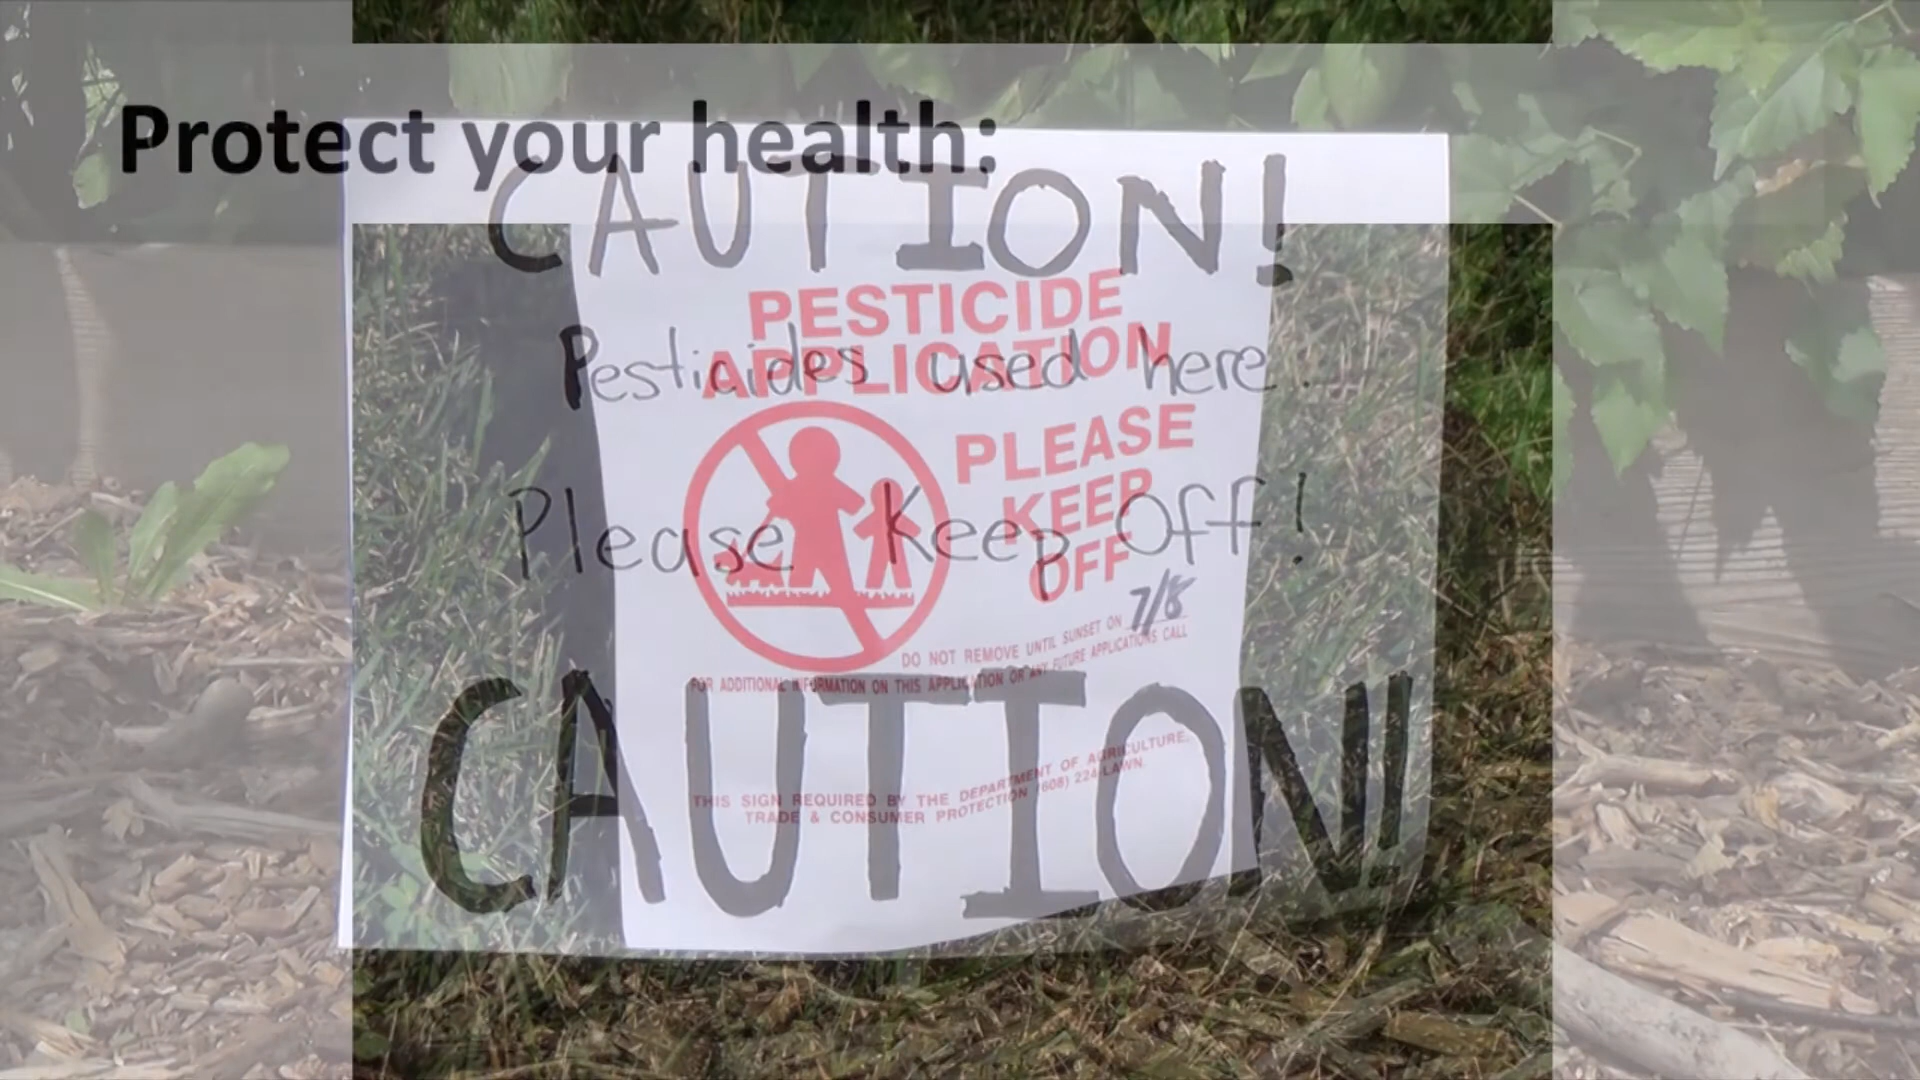 Protect your health:
CAUTION!
PESTICIDE
APPLICATION
Pesticides used here.
PLEASE
KEEP
OFF
Please Keep Off!
7/8
DO NOT REMOVE UNTIL SUNSET ON
FOR ADDITIONAL INFORMATION ON THIS APPLICATION OR ANY FUTURE APPLICATIONS CALL
CAUTION!!
THIS SIGN REQUIRED BY THE DEPARTMENT OF AGRICULTURE,
TRADE & CONSUMER PROTECTION (608) 224-LAWN.